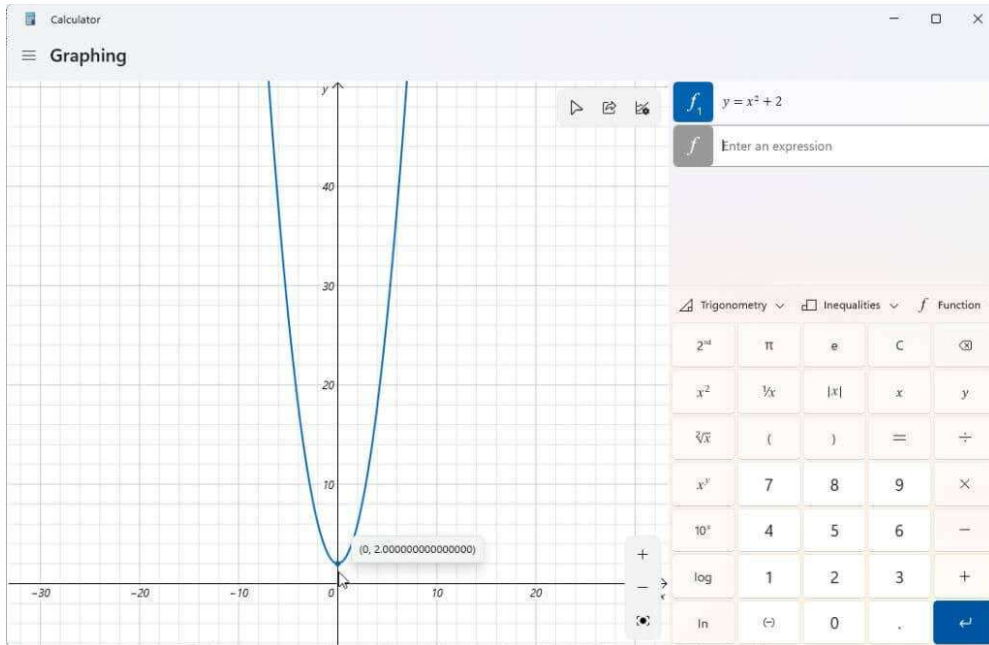 Calculator
Graphing
y
40
30
20
10
(0, 2.000000000000000)
−30 −20 −10 0 10 20 x
+
−
f₁ y = x² + 2
f Enter an expression
Trigonometry Inequalities f Function
2ⁿᵈ π e C
x² ¹/x |x| x y
²√x ( ) = ÷
xʸ 7 8 9 ×
10ˣ 4 5 6 −
log 1 2 3 +
ln (−) 0 .